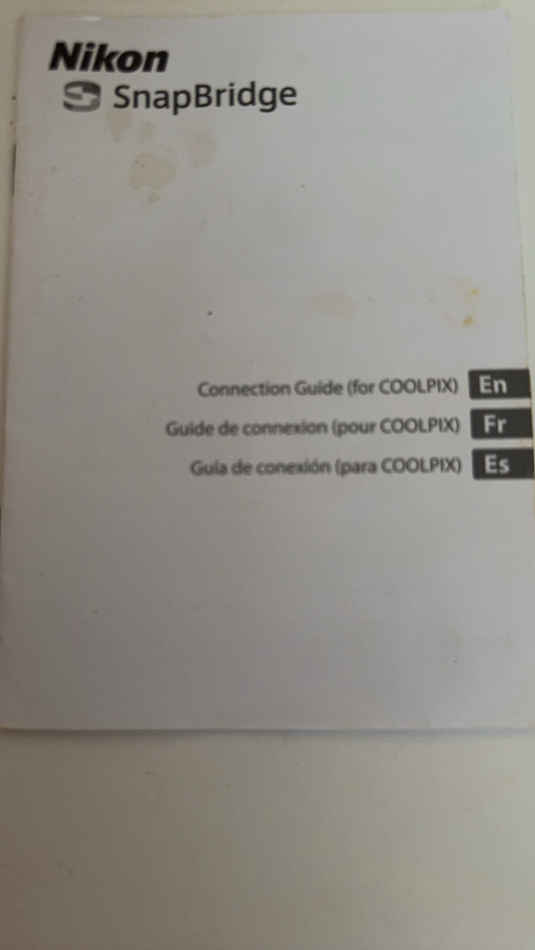 Nikon
SnapBridge
Connection Guide (for COOLPIX) En
Guide de connexion (pour COOLPIX) Fr
Guía de conexión (para COOLPIX) Es